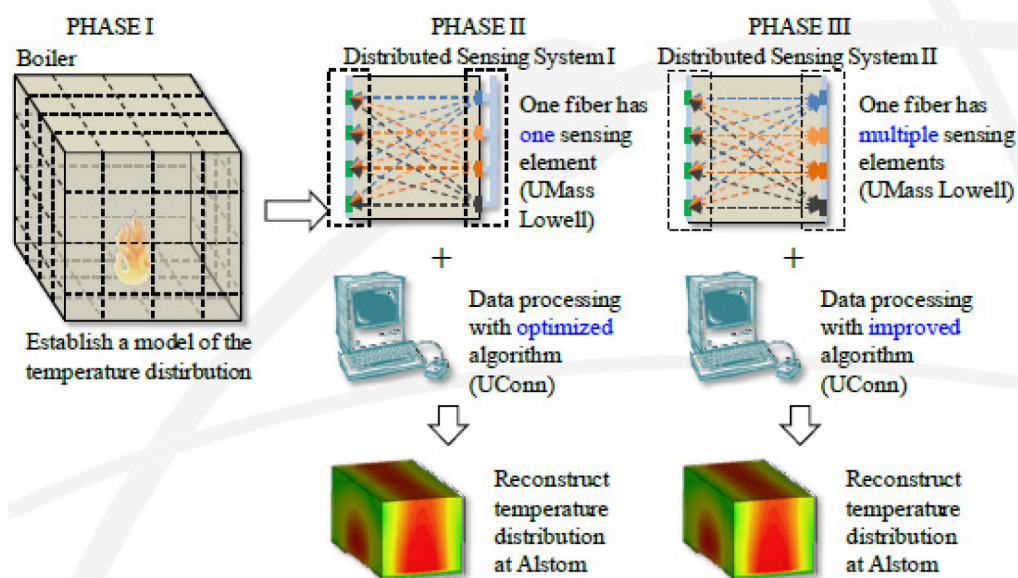 PHASE I
Boiler
Establish a model of the
temperature distirbution
PHASE II
Distributed Sensing System I
One fiber has
one sensing
element
(UMass
Lowell)
+
Data processing
with optimized
algorithm
(UConn)
Reconstruct
temperature
distribution
at Alstom
PHASE III
Distributed Sensing System II
One fiber has
multiple sensing
elements
(UMass Lowell)
+
Data processing
with improved
algorithm
(UConn)
Reconstruct
temperature
distribution
at Alstom